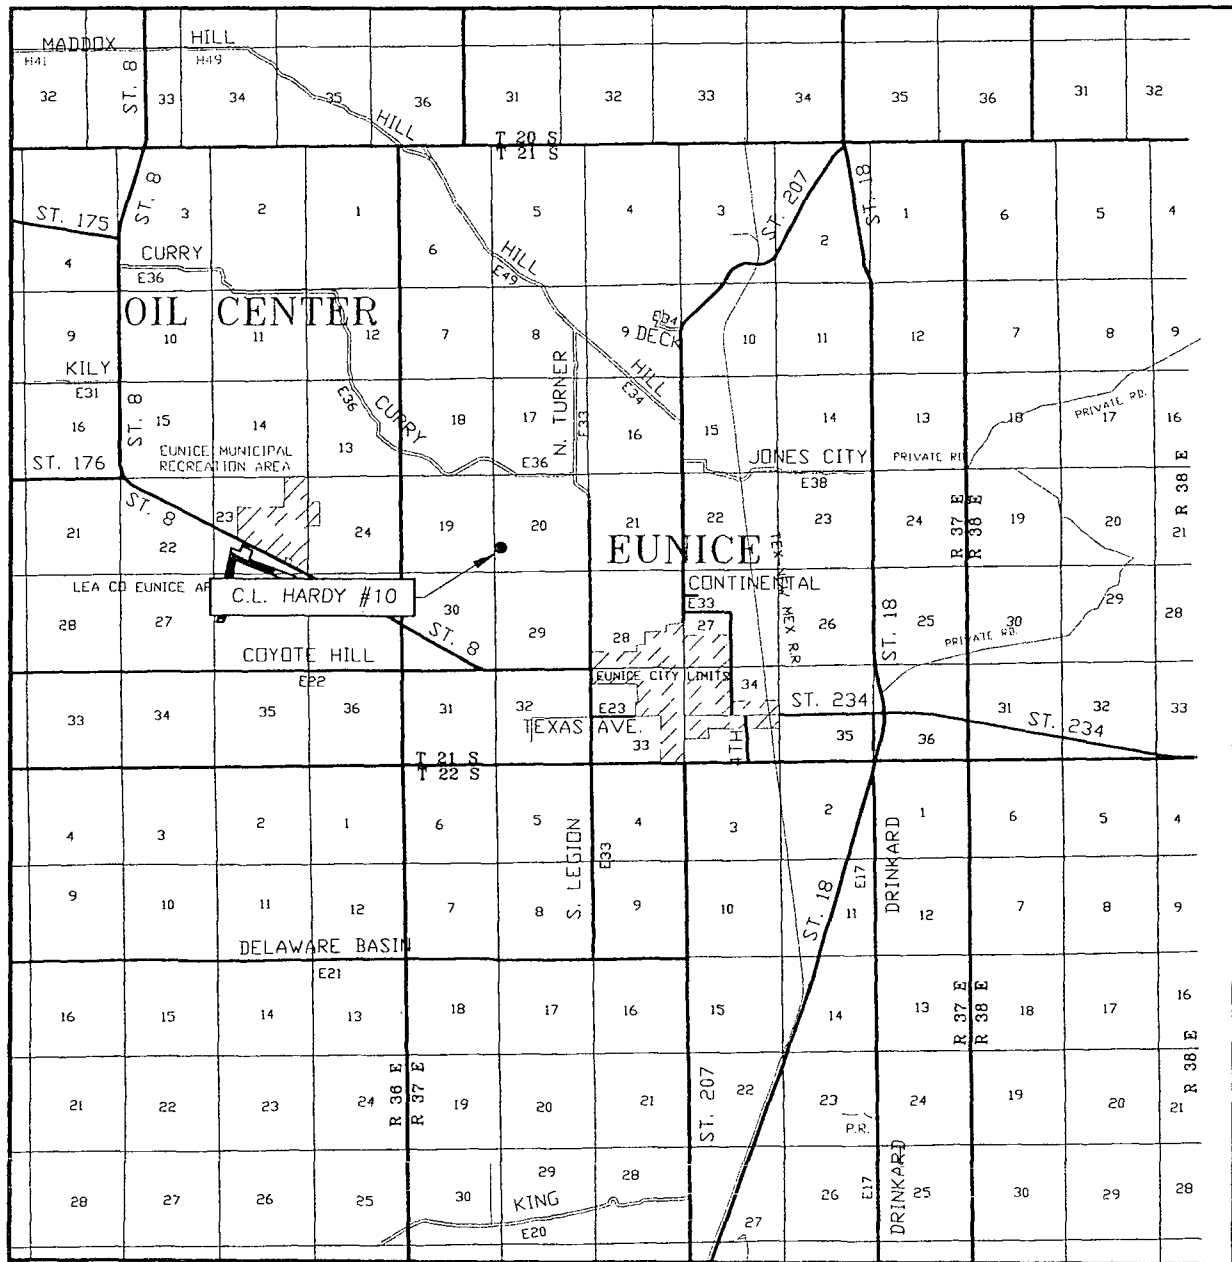 MADDOX HILL
H41 H49
ST. 8
32 33 34 35 36 31 32 33 34 35 36 31 32
HILL
T 20 S
T 21 S
ST. 8
ST. 207
ST. 18
ST. 175
3 2 1 5 4 3 2 1 6 5 4
CURRY
HILL
4 6
E36
E49
OIL CENTER
E34
DECK
9 10 11 12 7 8 9 10 11 12 7 8 9
KILY
E31
ST. 8
HILL
E34
N. TURNER
E33
E36
CURRY
PRIVATE RD.
16 15 14 13 18 17 16 15 14 13 18 17 16
EUNICE MUNICIPAL
RECREATION AREA
ST. 176
E36
JONES CITY
E38
PRIVATE RD
R 38 E
R 37 E
R 38 E
ST. 8
21 22 23 24 19 20 21 22 23 24 19 20 21
EUNICE
LEA CO EUNICE
C.L. HARDY #10
CONTINENTAL
E33
MEX R.R.
ST. 18
28 27 30 29 28 27 26 25 30 29 28
ST. 8
PRIVATE RD.
COYOTE HILL
E22
EUNICE CITY LIMITS
34
ST. 234
33 34 35 36 31 32 33 35 36 31 32 33
E23
TEXAS AVE.
4TH
ST. 234
T 21 S
T 22 S
4 3 2 1 6 5 4 3 2 1 6 5 4
S. LEGION
E33
DRINKARD
E17
ST. 18
9 10 11 12 7 8 9 10 11 12 7 8 9
DELAWARE BASIN
E21
16 15 14 13 18 17 16 15 14 13 18 17 16
R 37 E
R 38 E
R 38 E
R 36 E
R 37 E
ST. 207
21 22 23 24 19 20 21 22 23 24 19 20 21
P.R.
DRINKARD
E17
28 27 26 25 30 29 28 27 26 25 30 29 28
KING
E20